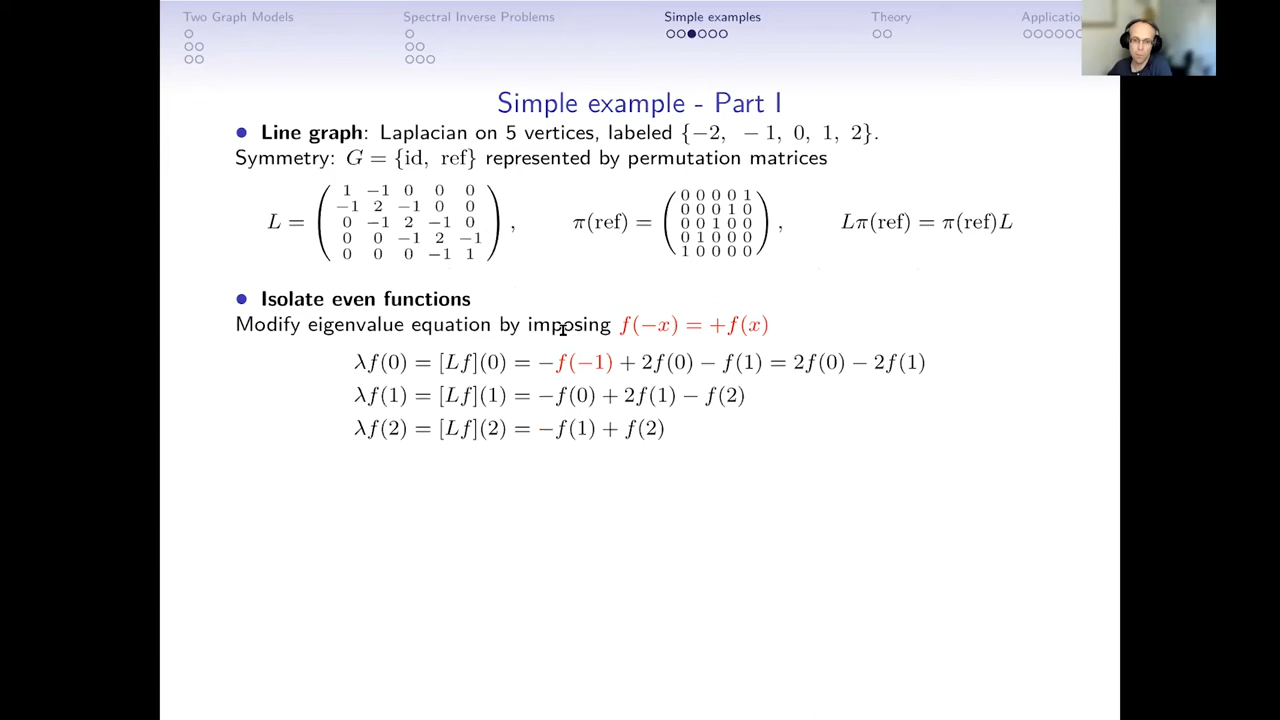 Two Graph Models Spectral Inverse Problems Simple examples Theory Applicatio
Simple example - Part I
• Line graph: Laplacian on 5 vertices, labeled {−2, −1, 0, 1, 2}.
Symmetry: G = {id, ref} represented by permutation matrices
L = ( 1 −1 0 0 0
−1 2 −1 0 0
0 −1 2 −1 0
0 0 −1 2 −1
0 0 0 −1 1 ) ,
π(ref) = ( 0 0 0 0 1
0 0 0 1 0
0 0 1 0 0
0 1 0 0 0
1 0 0 0 0 ) ,
Lπ(ref) = π(ref)L
• Isolate even functions
Modify eigenvalue equation by imposing f(−x) = +f(x)
λf(0) = [Lf](0) = −f(−1) + 2f(0) − f(1) = 2f(0) − 2f(1)
λf(1) = [Lf](1) = −f(0) + 2f(1) − f(2)
λf(2) = [Lf](2) = −f(1) + f(2)